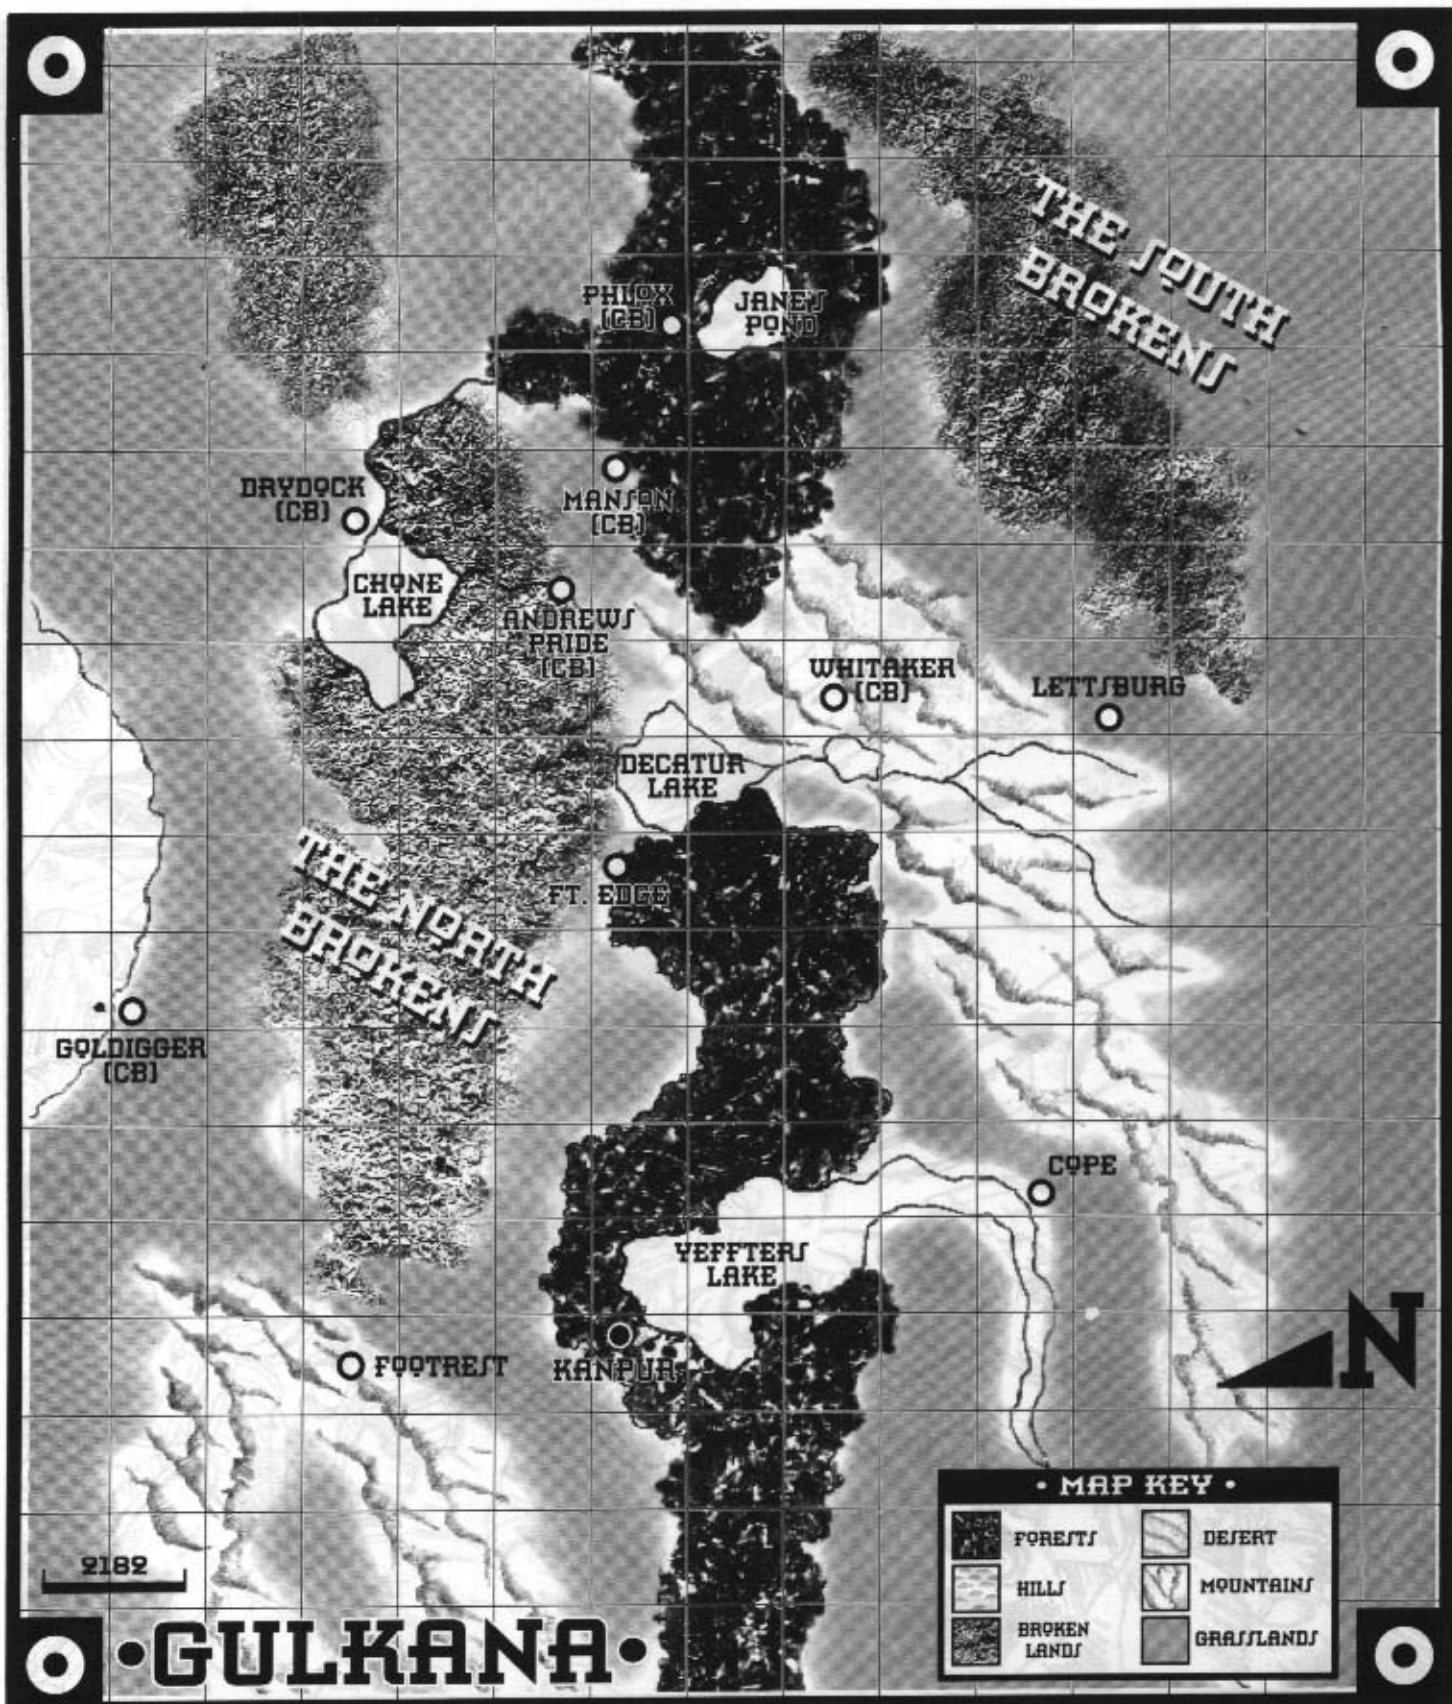 THE SOUTH
BROKENS
PHLOX
(CB)
JANE'S
POND
DRYDOCK
(CB)
MANSON
(CB)
CHONE
LAKE
ANDREWS
PRIDE
(CB)
WHITAKER
(CB)
LETTSBURG
DECATUR
LAKE
THE NORTH
BROKENS
FT. EDGE
GOLDIGGER
(CB)
COPE
YEFFTERS
LAKE
KANPUR
FOOTREST
N
• MAP KEY •
FORESTS
DESERT
HILLS
MOUNTAINS
BROKEN
LANDS
GRASSLANDS
2182
•GULKANA•